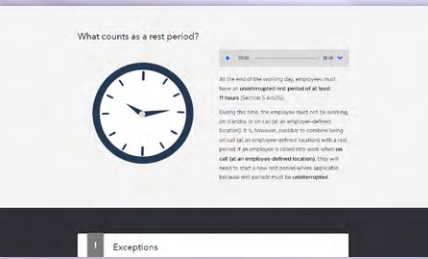 What counts as a rest period?
At the end of the working day, employees must
have an uninterrupted rest period of at least
11 hours (Section 5 ArbZG).
During this time, the employee must not be working,
on standby or on call (at an employer-defined
location). It is, however, possible to combine being
on call (at an employee-defined location) with a rest
period. If an employee is called into work when on
call (at an employee-defined location), they will
need to start a new rest period where applicable
because rest periods must be uninterrupted.
! Exceptions